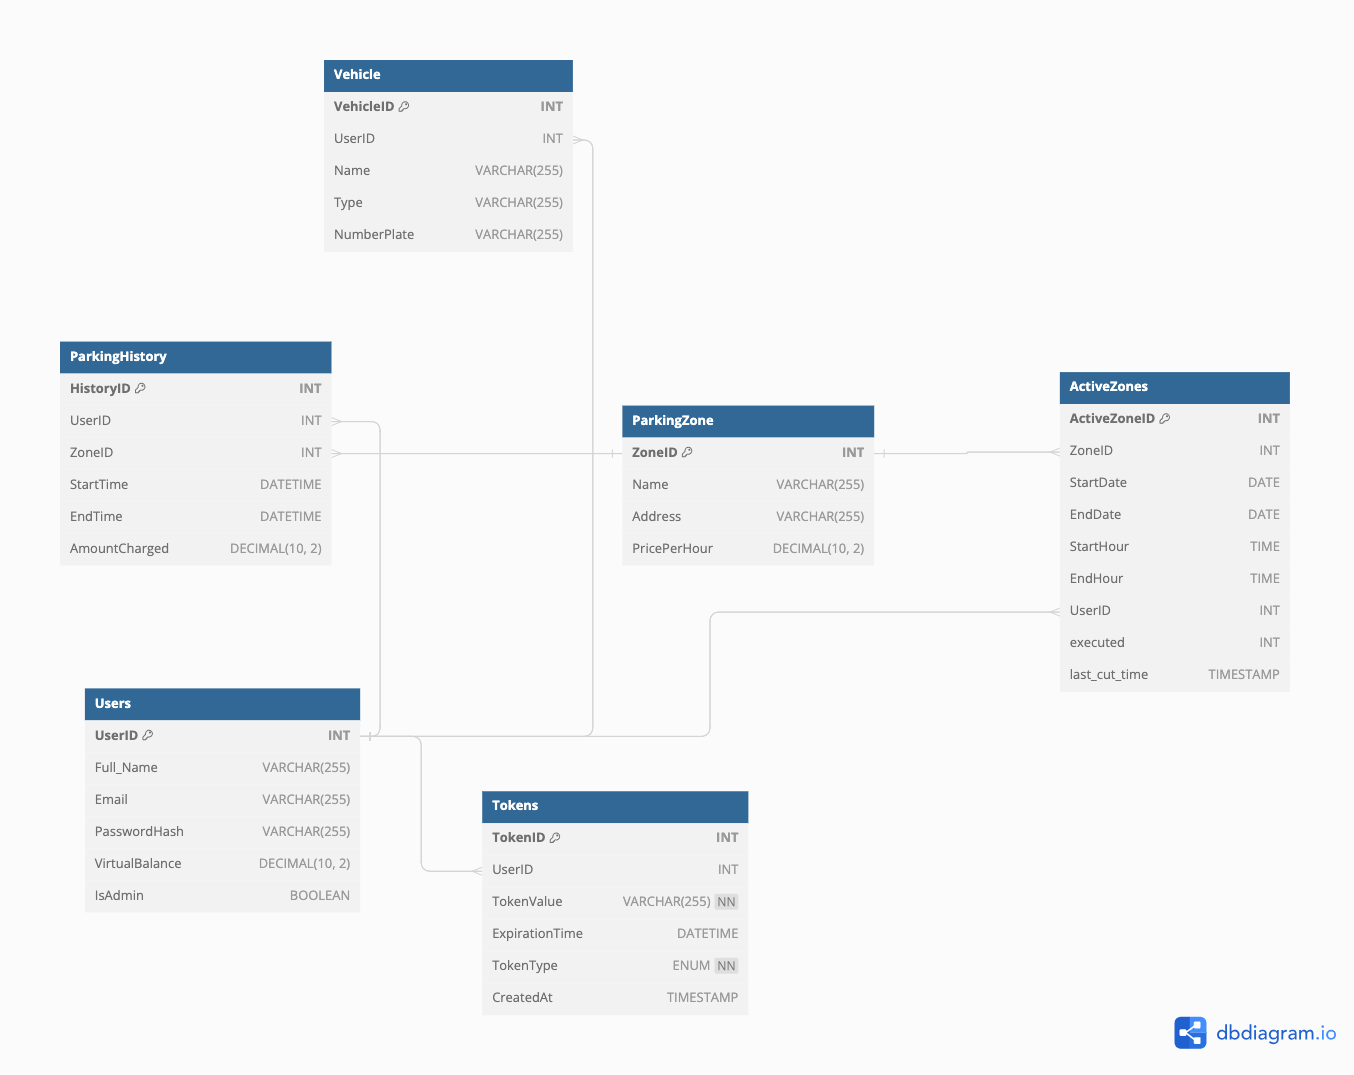 Vehicle
VehicleID INT
UserID INT
Name VARCHAR(255)
Type VARCHAR(255)
NumberPlate VARCHAR(255)
ParkingHistory
HistoryID INT
UserID INT
ZoneID INT
StartTime DATETIME
EndTime DATETIME
AmountCharged DECIMAL(10, 2)
ParkingZone
ZoneID INT
Name VARCHAR(255)
Address VARCHAR(255)
PricePerHour DECIMAL(10, 2)
ActiveZones
ActiveZoneID INT
ZoneID INT
StartDate DATE
EndDate DATE
StartHour TIME
EndHour TIME
UserID INT
executed INT
last_cut_time TIMESTAMP
Users
UserID INT
Full_Name VARCHAR(255)
Email VARCHAR(255)
PasswordHash VARCHAR(255)
VirtualBalance DECIMAL(10, 2)
IsAdmin BOOLEAN
Tokens
TokenID INT
UserID INT
TokenValue VARCHAR(255) NN
ExpirationTime DATETIME
TokenType ENUM NN
CreatedAt TIMESTAMP
dbdiagram.io